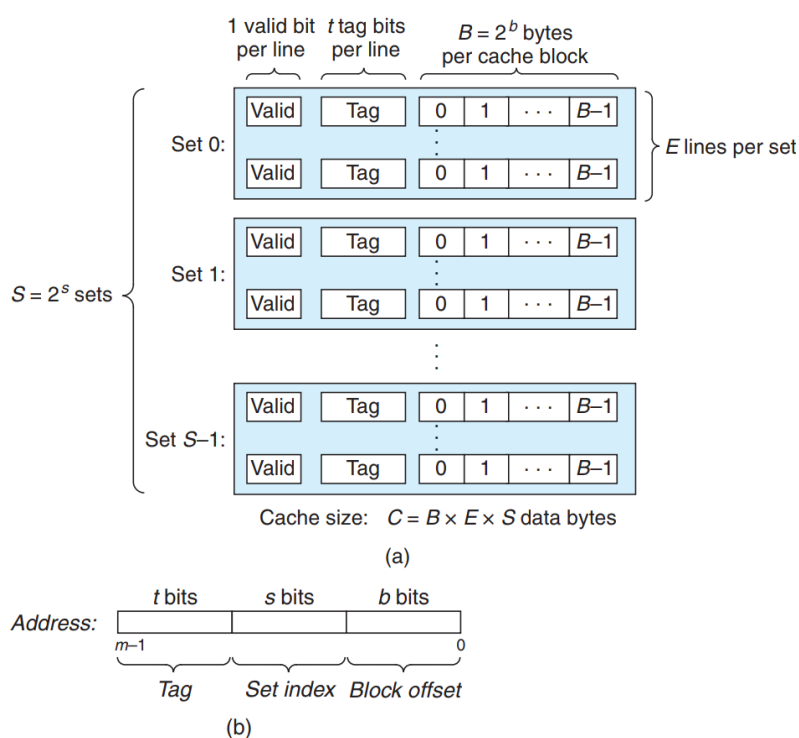 1 valid bit per line
t tag bits per line
B = 2^b bytes per cache block
Valid Tag 0 1 · · · B–1
Set 0:
Valid Tag 0 1 · · · B–1
E lines per set
Valid Tag 0 1 · · · B–1
Set 1:
Valid Tag 0 1 · · · B–1
S = 2^s sets
Valid Tag 0 1 · · · B–1
Set S–1:
Valid Tag 0 1 · · · B–1
Cache size: C = B × E × S data bytes
(a)
t bits s bits b bits
Address:
m–1 0
Tag Set index Block offset
(b)